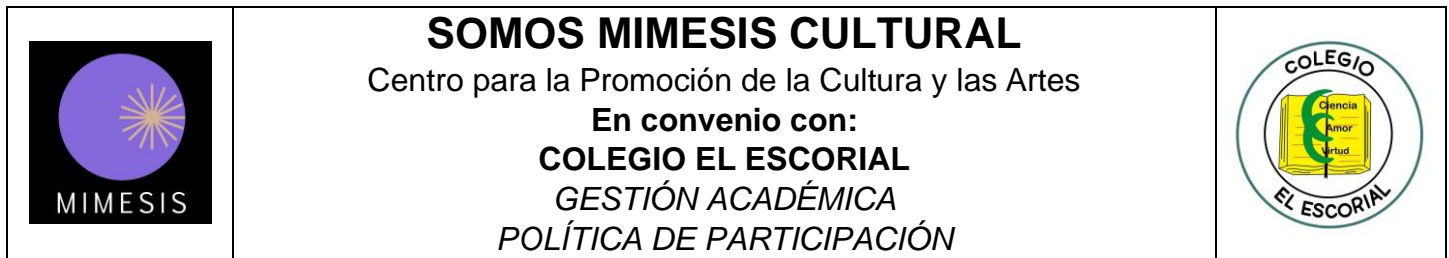 MIMESIS
SOMOS MIMESIS CULTURAL
Centro para la Promoción de la Cultura y las Artes
En convenio con:
COLEGIO EL ESCORIAL
GESTIÓN ACADÉMICA
POLÍTICA DE PARTICIPACIÓN
COLEGIO
Ciencia
Amor
Virtud
EL ESCORIAL